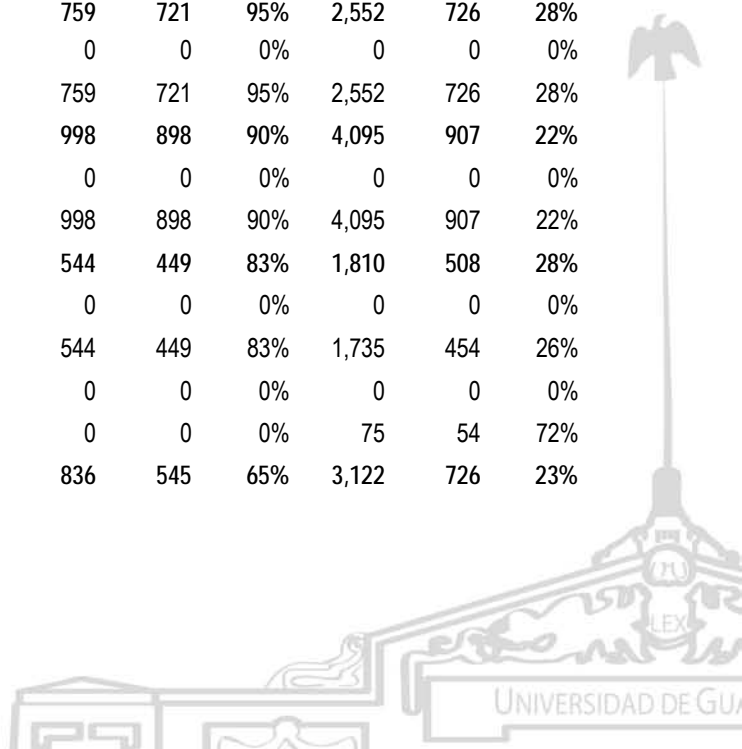 759 721 95% 2,552 726 28%
0 0 0% 0 0 0%
759 721 95% 2,552 726 28%
998 898 90% 4,095 907 22%
0 0 0% 0 0 0%
998 898 90% 4,095 907 22%
544 449 83% 1,810 508 28%
0 0 0% 0 0 0%
544 449 83% 1,735 454 26%
0 0 0% 0 0 0%
0 0 0% 75 54 72%
836 545 65% 3,122 726 23%
LEX
UNIVERSIDAD DE GUA